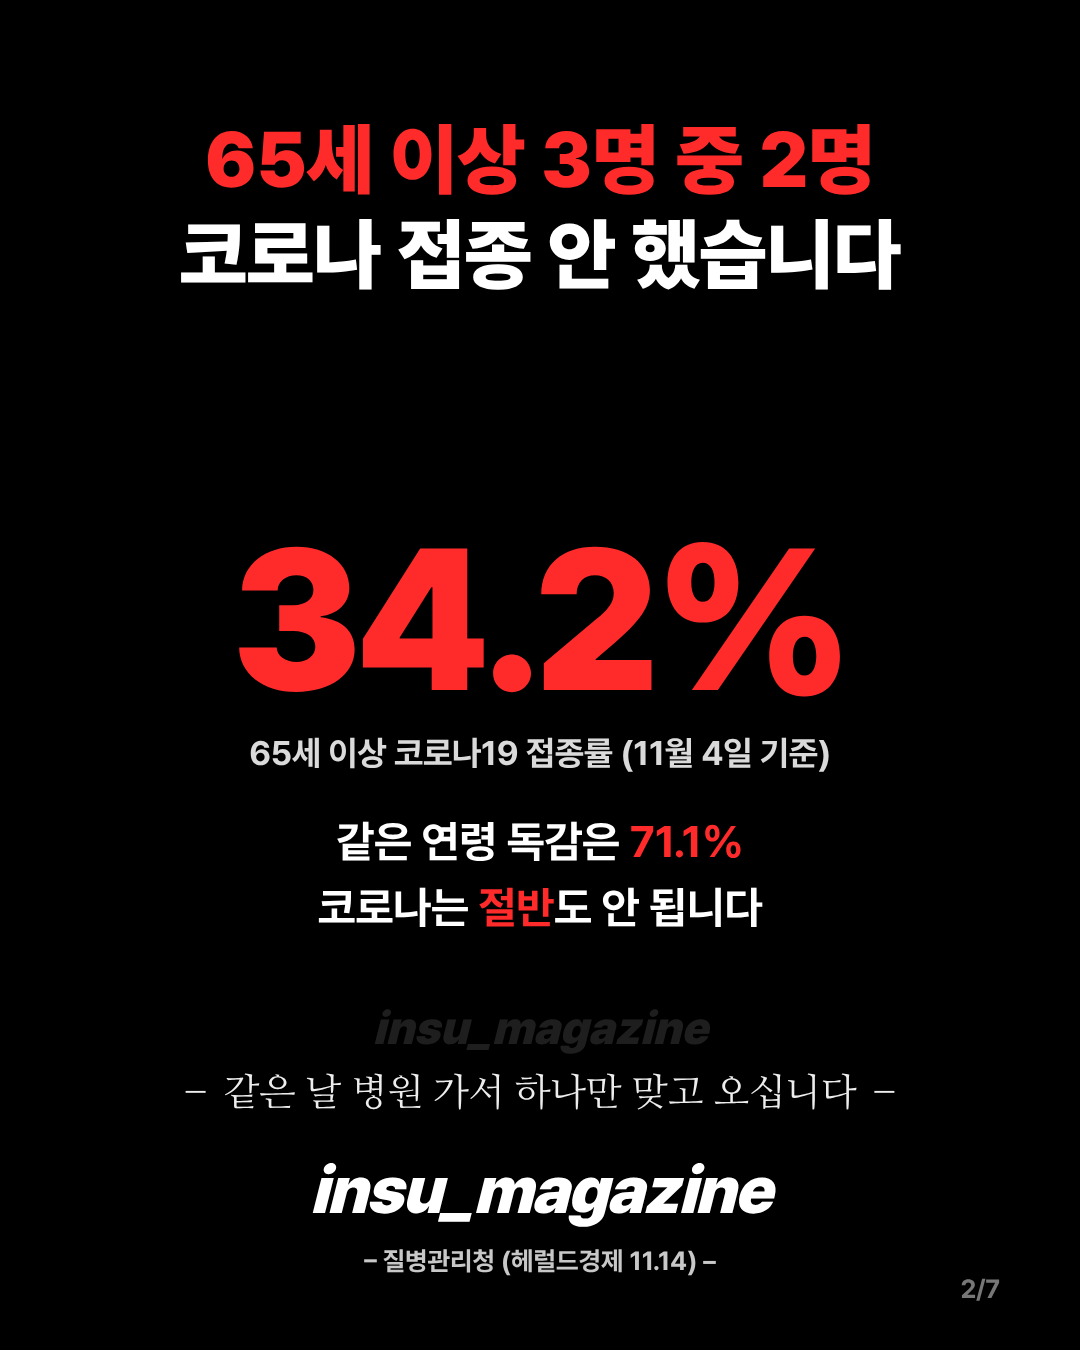 65세 이상 3명 중 2명
코로나 접종 안 했습니다
34.2%
65세 이상 코로나19 접종률 (11월 4일 기준)
같은 연령 독감은 71.1%
코로나는 절반도 안 됩니다
insu_magazine
– 같은 날 병원 가서 하나만 맞고 오십니다 –
insu_magazine
– 질병관리청 (헤럴드경제 11.14) –
2/7